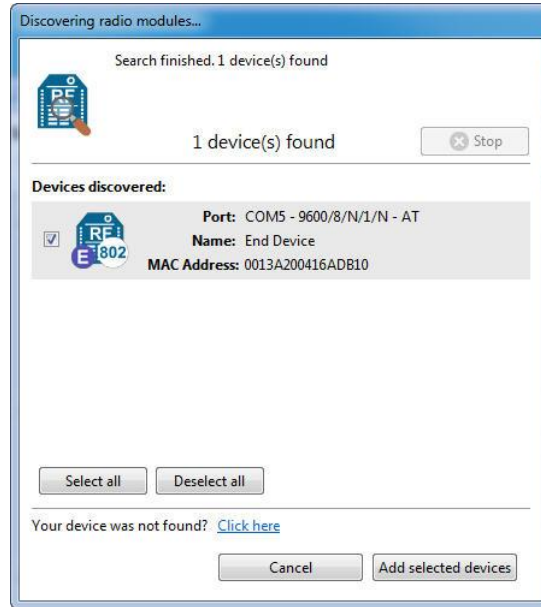 Discovering radio modules...
Search finished. 1 device(s) found
RF
1 device(s) found
Stop
Devices discovered:
Port: COM5 - 9600/8/N/1/N - AT
RF
E 802
Name: End Device
MAC Address: 0013A200416ADB10
Select all Deselect all
Your device was not found? Click here
Cancel Add selected devices